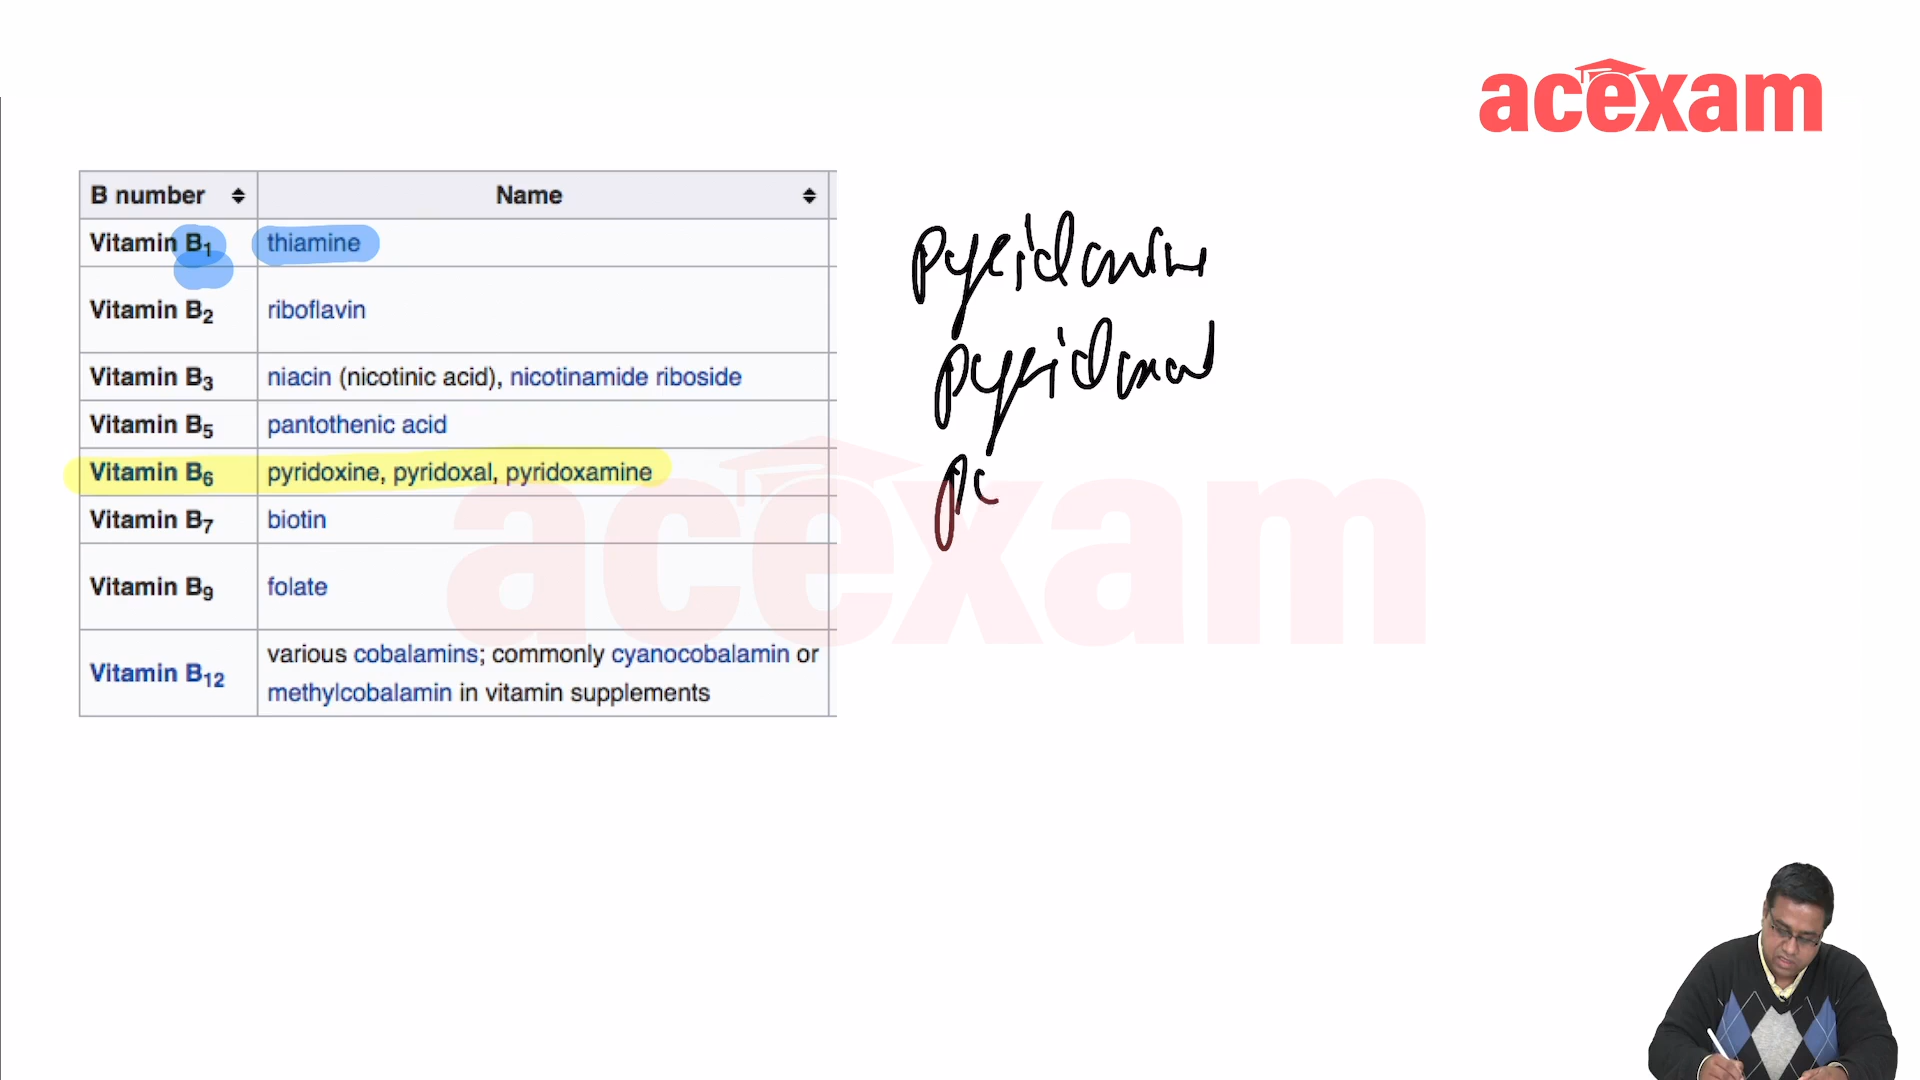 acexam
B number Name
Vitamin B1 thiamine
Vitamin B2 riboflavin
Vitamin B3 niacin (nicotinic acid), nicotinamide riboside
Vitamin B5 pantothenic acid
Vitamin B6 pyridoxine, pyridoxal, pyridoxamine
Vitamin B7 biotin
Vitamin B9 folate
Vitamin B12 various cobalamins; commonly cyanocobalamin or
methylcobalamin in vitamin supplements
pyridoxal
acexam